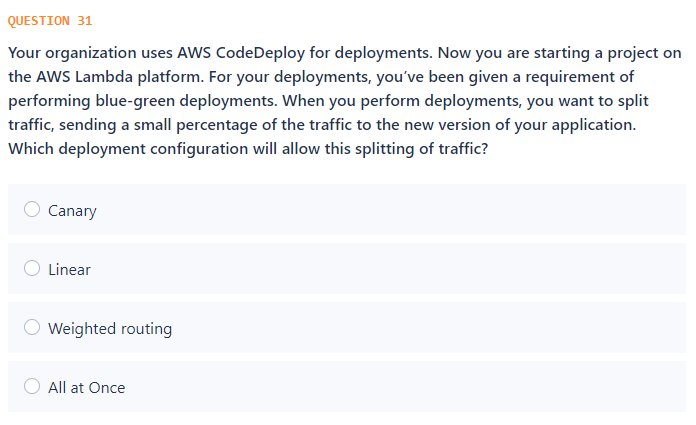 QUESTION 31
Your organization uses AWS CodeDeploy for deployments. Now you are starting a project on
the AWS Lambda platform. For your deployments, you’ve been given a requirement of
performing blue-green deployments. When you perform deployments, you want to split
traffic, sending a small percentage of the traffic to the new version of your application.
Which deployment configuration will allow this splitting of traffic?
Canary
Linear
Weighted routing
All at Once